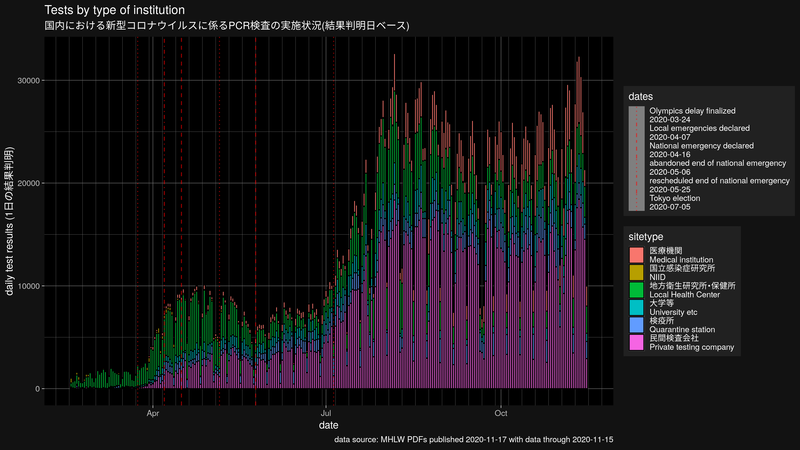 Tests by type of institution
国内における新型コロナウイルスに係るPCR検査の実施状況(結果判明日ベース)
daily test results (1日の結果判明)
30000
20000
10000
0
Apr
Jul
Oct
date
dates
Olympics delay finalized
2020-03-24
Local emergencies declared
2020-04-07
National emergency declared
2020-04-16
abandoned end of national emergency
2020-05-06
rescheduled end of national emergency
2020-05-25
Tokyo election
2020-07-05
sitetype
医療機関
Medical institution
国立感染症研究所
NIID
地方衛生研究所・保健所
Local Health Center
大学等
University etc
検疫所
Quarantine station
民間検査会社
Private testing company
data source: MHLW PDFs published 2020-11-17 with data through 2020-11-15